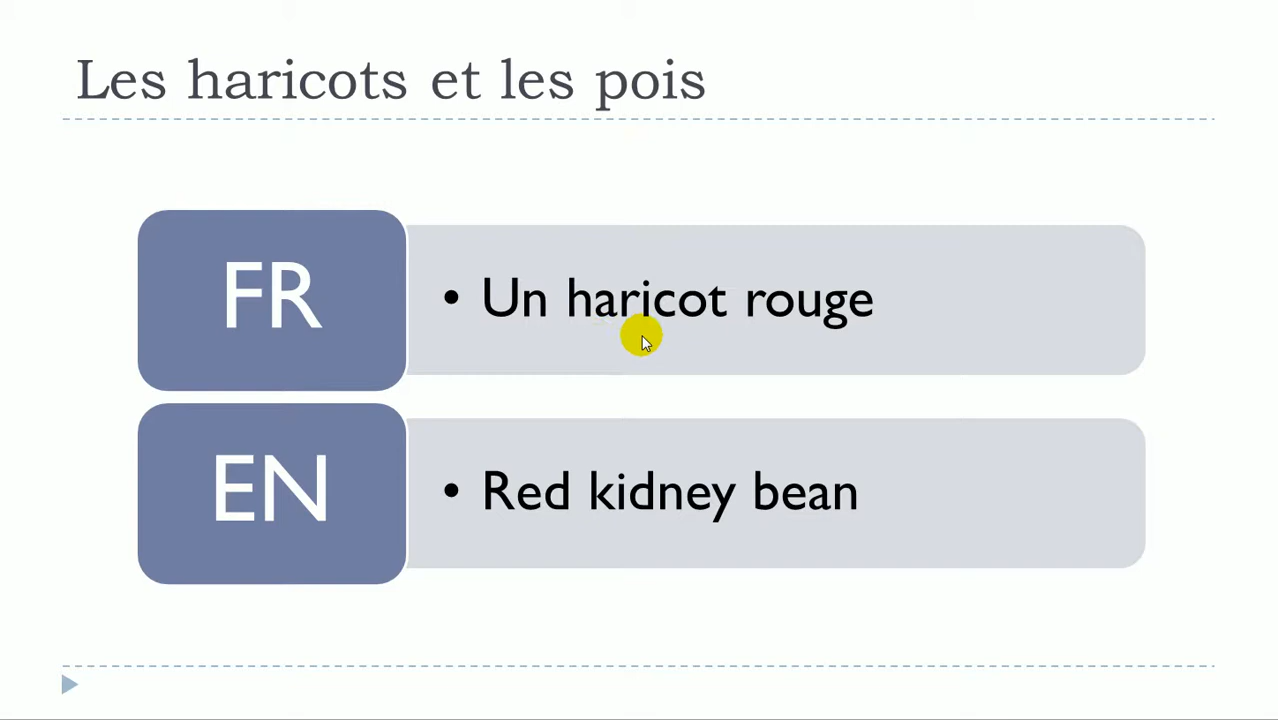 Les haricots et les pois
FR
• Un haricot rouge
EN
• Red kidney bean